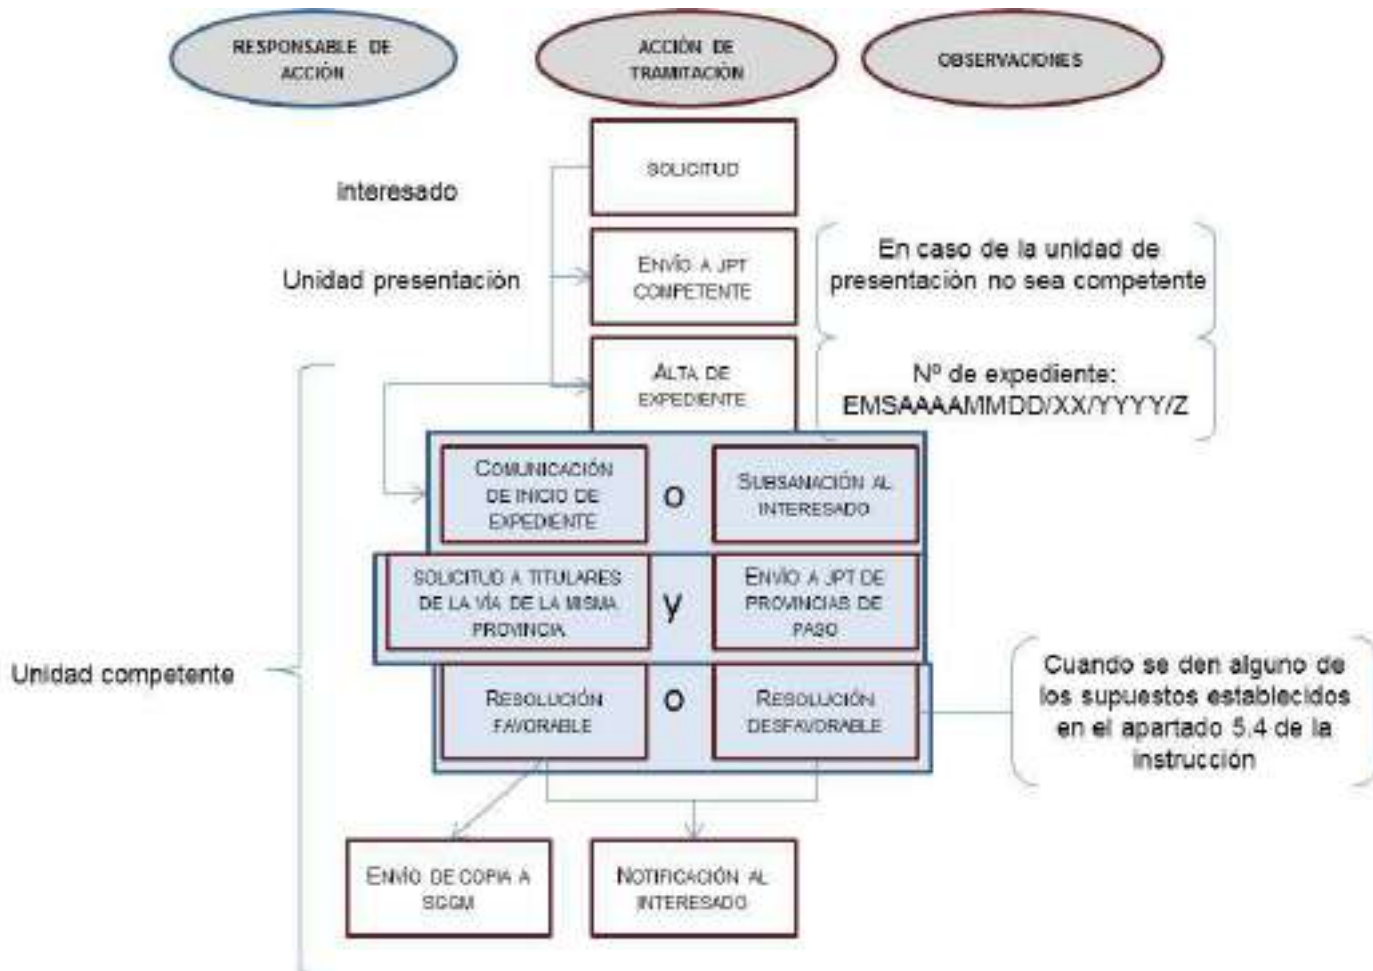 RESPONSABLE DE
ACCIÓN
ACCIÓN DE
TRAMITACIÓN
OBSERVACIONES
SOLICITUD
interesado
Unidad presentación
ENVÍO A JPT
COMPETENTE
En caso de la unidad de
presentación no sea competente
ALTA DE
EXPEDIENTE
Nº de expediente:
EMSAAAAMMDD/XX/YYYY/Z
COMUNICACIÓN
DE INICIO DE
EXPEDIENTE
o
SUBSANACIÓN AL
INTERESADO
SOLICITUD A TITULARES
DE LA VÍA DE LA MISMA
PROVINCIA
y
ENVÍO A JPT DE
PROVINCIAS DE
PASO
Unidad competente
RESOLUCIÓN
FAVORABLE
o
RESOLUCIÓN
DESFAVORABLE
Cuando se den alguno de
los supuestos establecidos
en el apartado 5.4 de la
instrucción
ENVÍO DE COPIA A
SGGM
NOTIFICACIÓN AL
INTERESADO